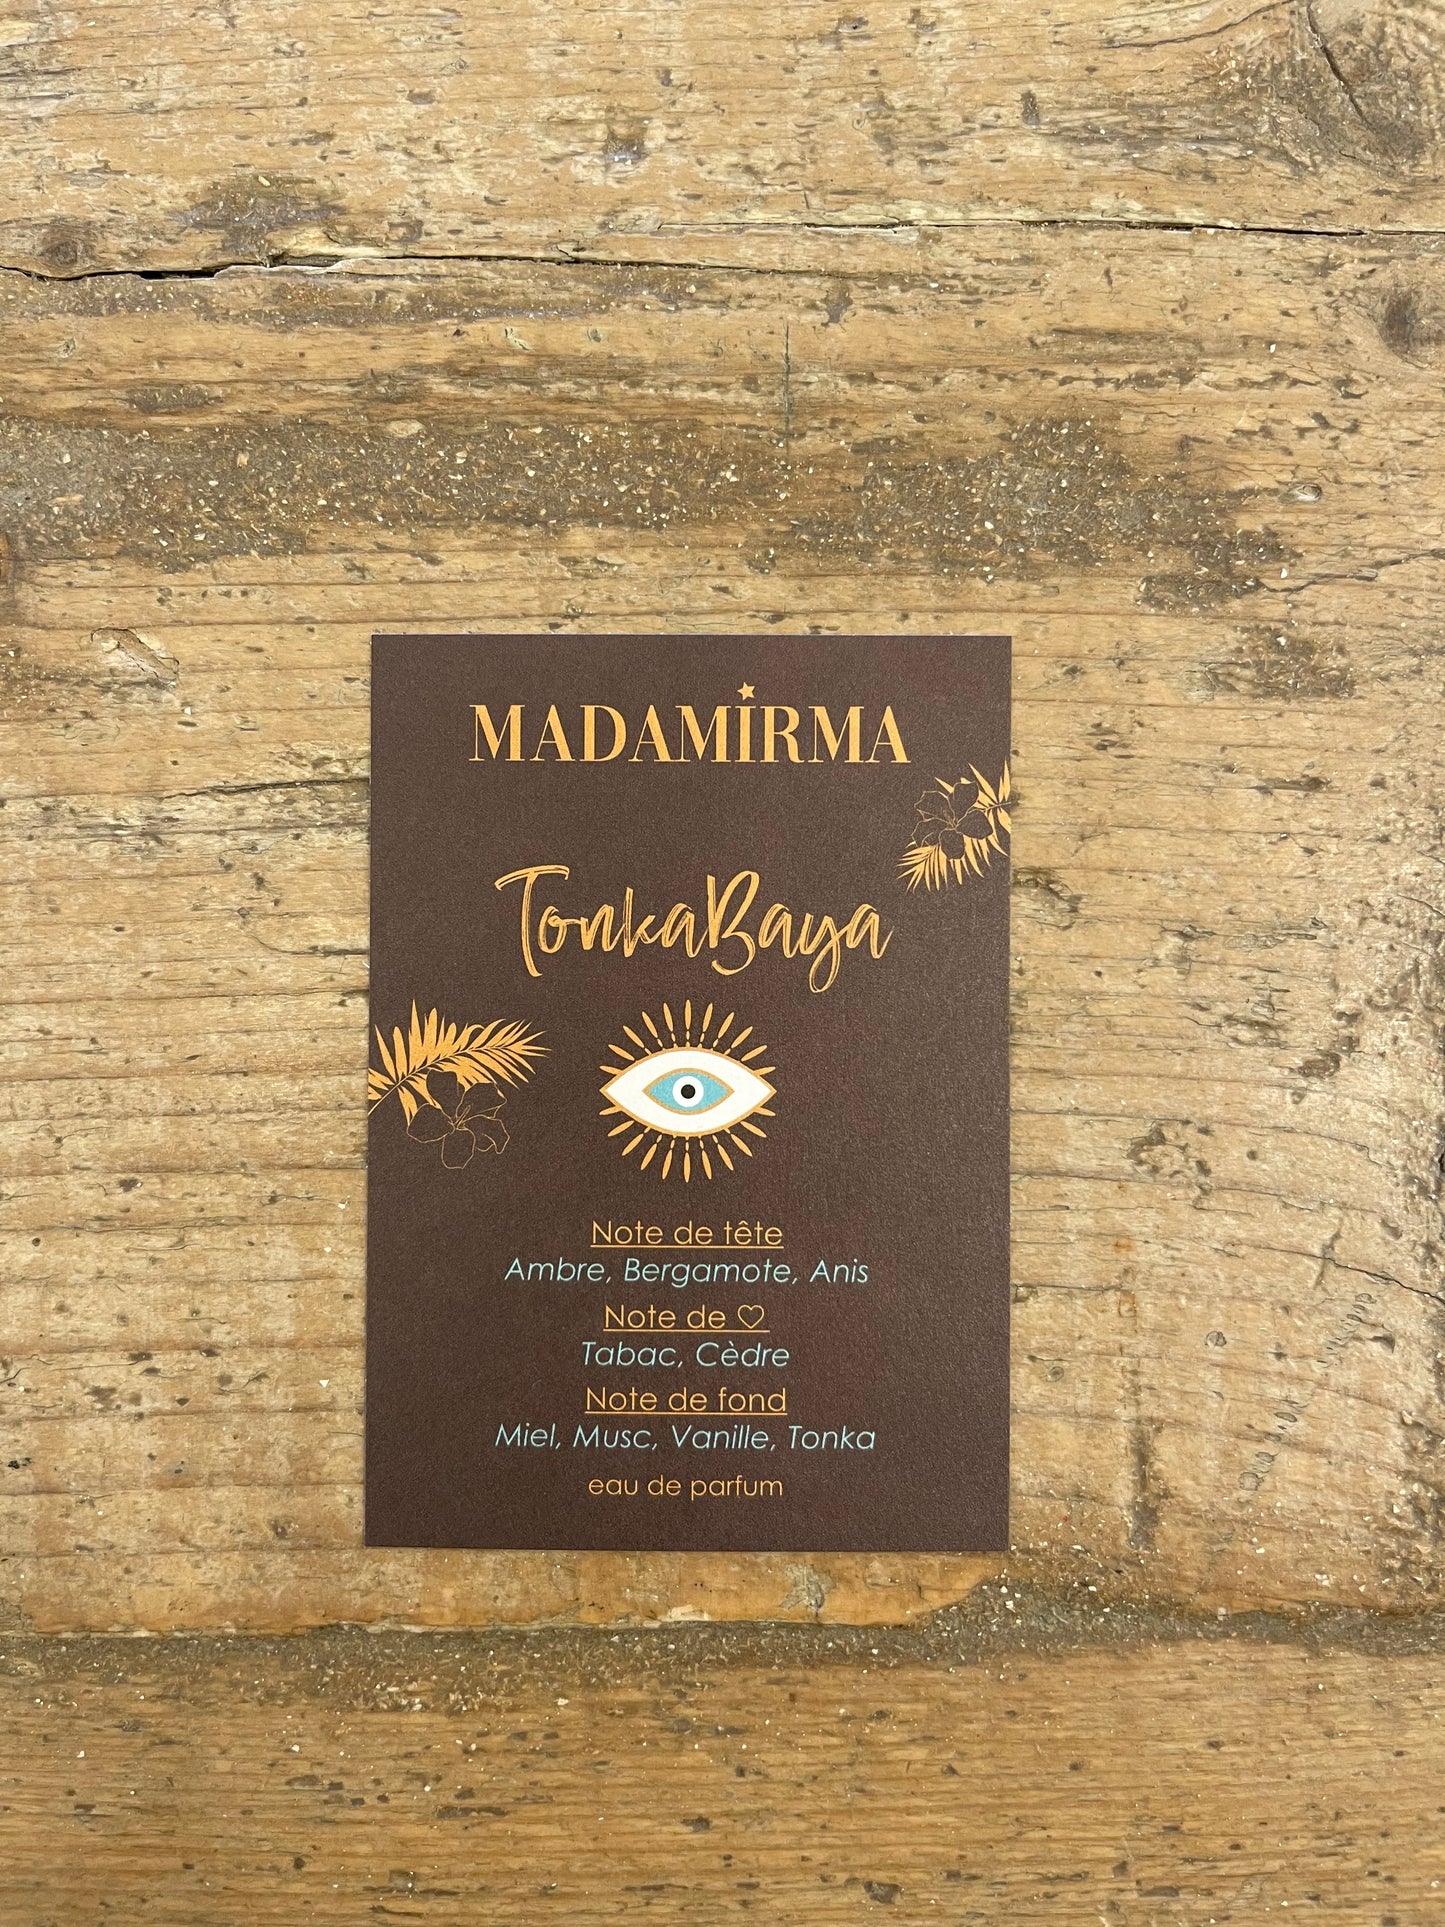 MADAMIRMA
TonkaBaya
Note de tête
Ambre, Bergamote, Anis
Note de ♡
Tabac, Cèdre
Note de fond
Miel, Musc, Vanille, Tonka
eau de parfum